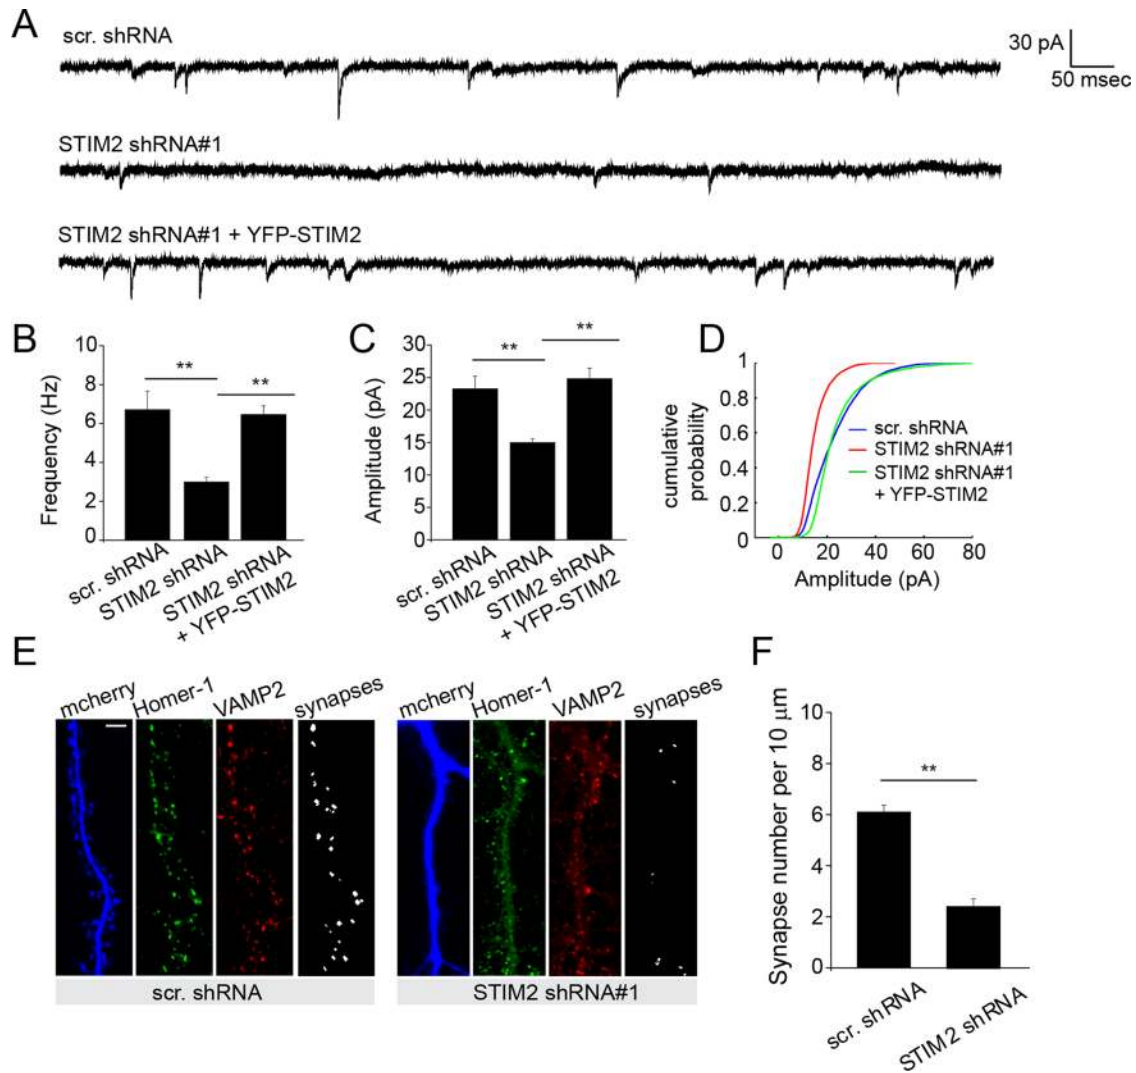 A
scr. shRNA
30 pA
50 msec
STIM2 shRNA#1
STIM2 shRNA#1 + YFP-STIM2
B
Frequency (Hz)
10
8
6
4
2
0
**
**
scr. shRNA
STIM2 shRNA
STIM2 shRNA
+ YFP-STIM2
C
Amplitude (pA)
30
25
20
15
10
5
0
**
**
scr. shRNA
STIM2 shRNA
STIM2 shRNA
+ YFP-STIM2
D
cumulative
probability
1
0.8
0.6
0.4
0.2
0
scr. shRNA
STIM2 shRNA#1
STIM2 shRNA#1
+ YFP-STIM2
0
20
40
60
80
Amplitude (pA)
E
mcherry
Homer-1
VAMP2
synapses
mcherry
Homer-1
VAMP2
synapses
scr. shRNA
STIM2 shRNA#1
F
Synapse number per 10 μm
10
8
6
4
2
0
**
scr. shRNA
STIM2 shRNA